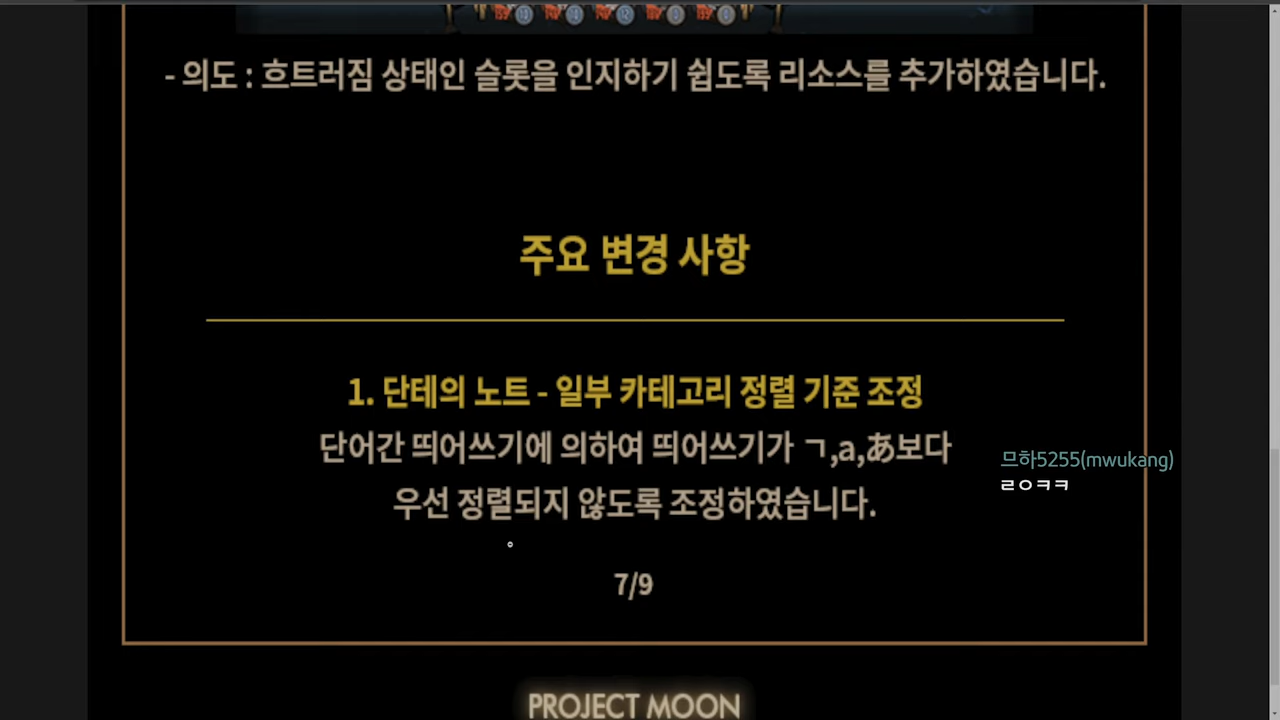 - 의도 : 흐트러짐 상태인 슬롯을 인지하기 쉽도록 리소스를 추가하였습니다.
주요 변경 사항
1. 단테의 노트 - 일부 카테고리 정렬 기준 조정
단어간 띄어쓰기에 의하여 띄어쓰기가 ㄱ,a,あ보다
우선 정렬되지 않도록 조정하였습니다.
므하5255(mwukang)
ㄹㅇㅋㅋ
7/9
PROJECT MOON